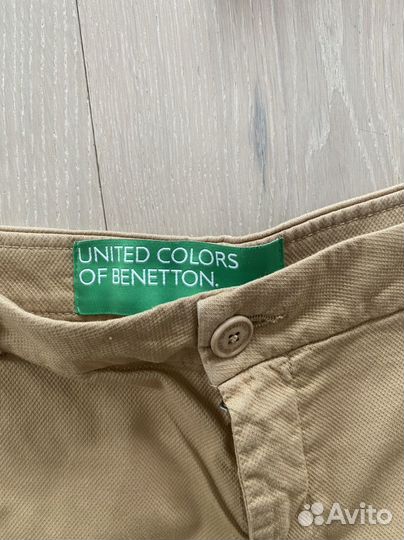 UNITED COLORS
OF BENETTON.
Avito